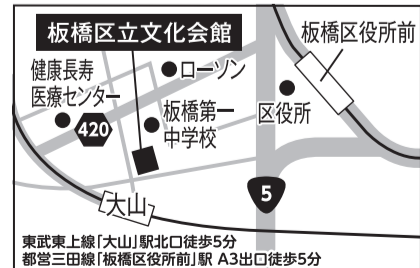 板橋区立文化会館
板橋区役所前
健康長寿
医療センター
ローソン
420
板橋第一
中学校
区役所
大山
5
東武東上線「大山」駅北口徒歩5分
都営三田線「板橋区役所前」駅 A3出口徒歩5分